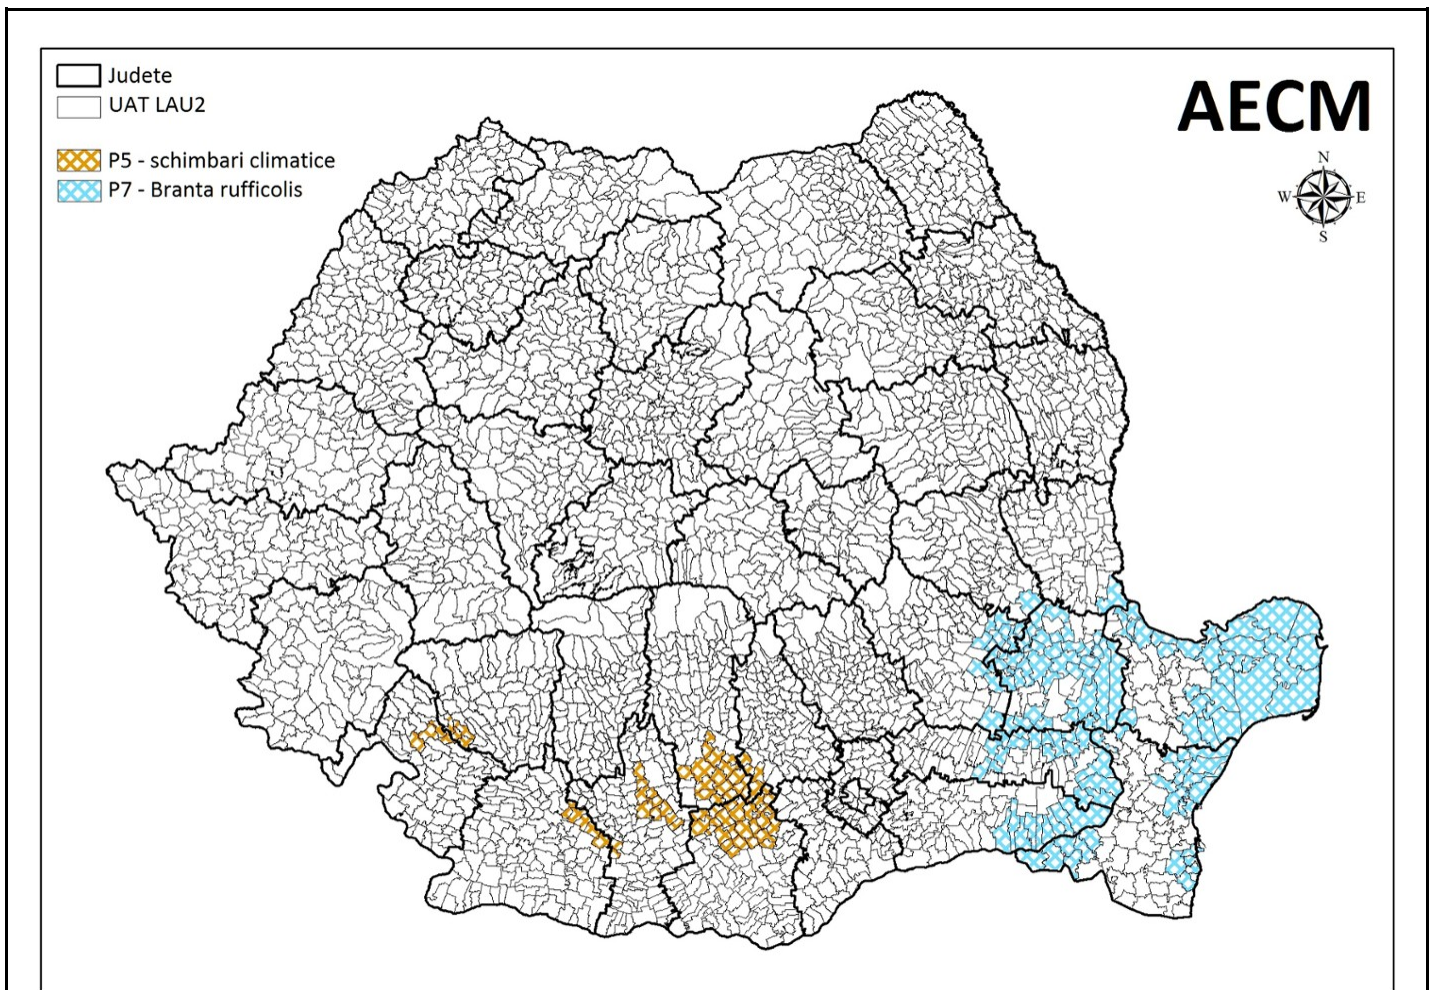 Judete
UAT LAU2
AECM
P5 - schimbari climatice
P7 - Branta rufficolis
N
W E
S